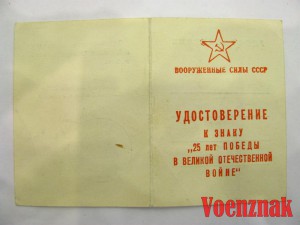 ВООРУЖЕННЫЕ СИЛЫ СССР
УДОСТОВЕРЕНИЕ
К ЗНАКУ
„25 лет ПОБЕДЫ
В ВЕЛИКОЙ ОТЕЧЕСТВЕННОЙ
ВОЙНЕ"
Voenznak